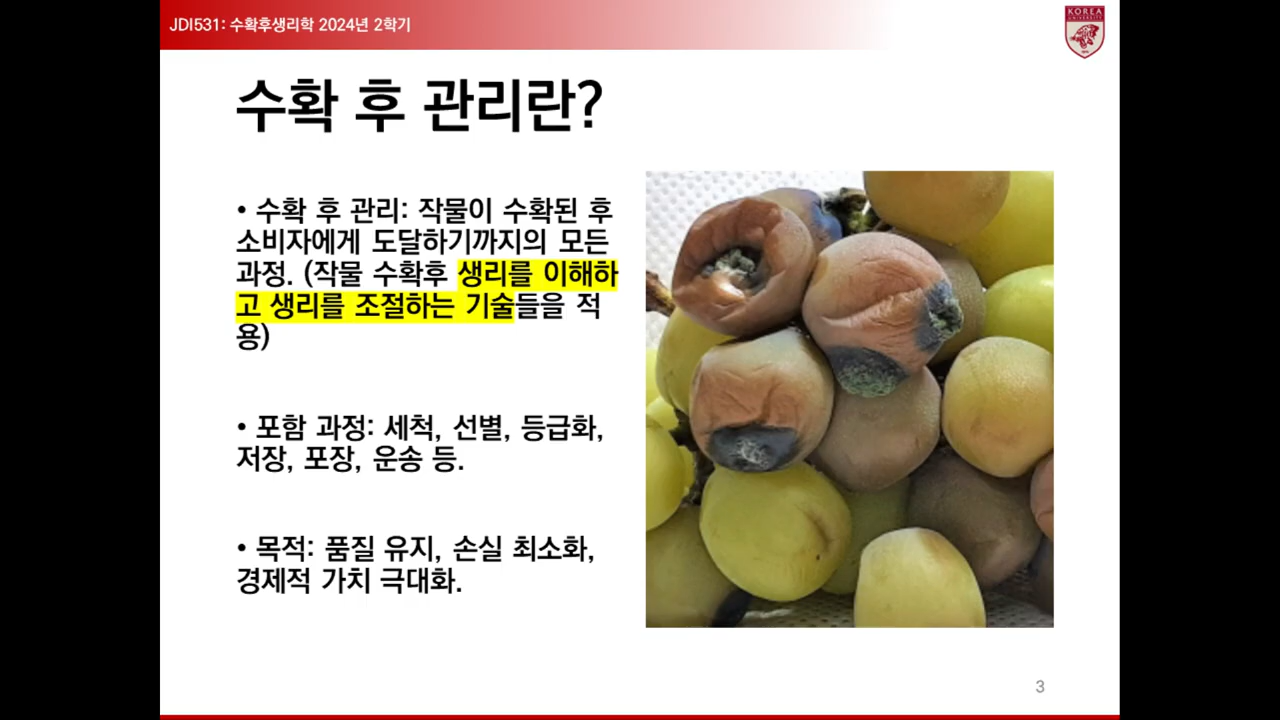 JDI531: 수확후생리학 2024년 2학기
KOREA
UNIVERSITY
수확 후 관리란?
• 수확 후 관리: 작물이 수확된 후
소비자에게 도달하기까지의 모든
과정. (작물 수확후 생리를 이해하
고 생리를 조절하는 기술들을 적
용)
• 포함 과정: 세척, 선별, 등급화,
저장, 포장, 운송 등.
• 목적: 품질 유지, 손실 최소화,
경제적 가치 극대화.
3